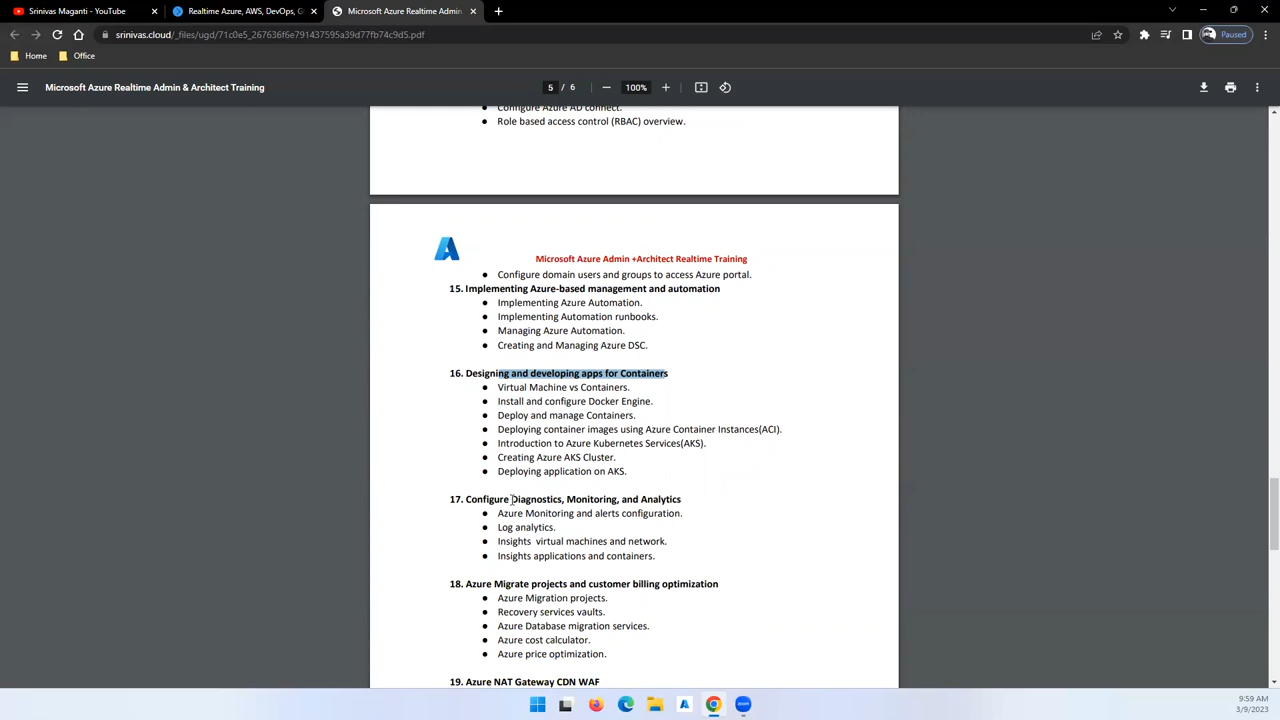 Srinivas Maganti - YouTube
Realtime Azure, AWS, DevOps, G
Microsoft Azure Realtime Admin
srinivas.cloud/_files/ugd/71c0e5_267636f6e791437595a39d77fb74c9d5.pdf
Paused
Home
Office
Microsoft Azure Realtime Admin & Architect Training
5 / 6
100%
Configure Azure AD connect.
● Role based access control (RBAC) overview.
Microsoft Azure Admin +Architect Realtime Training
● Configure domain users and groups to access Azure portal.
15. Implementing Azure-based management and automation
● Implementing Azure Automation.
● Implementing Automation runbooks.
● Managing Azure Automation.
● Creating and Managing Azure DSC.
16. Designing and developing apps for Containers
● Virtual Machine vs Containers.
● Install and configure Docker Engine.
● Deploy and manage Containers.
● Deploying container images using Azure Container Instances(ACI).
● Introduction to Azure Kubernetes Services(AKS).
● Creating Azure AKS Cluster.
● Deploying application on AKS.
17. Configure Diagnostics, Monitoring, and Analytics
● Azure Monitoring and alerts configuration.
● Log analytics.
● Insights virtual machines and network.
● Insights applications and containers.
18. Azure Migrate projects and customer billing optimization
● Azure Migration projects.
● Recovery services vaults.
● Azure Database migration services.
● Azure cost calculator.
● Azure price optimization.
19. Azure NAT Gateway CDN WAF
zoom
9:59 AM
3/9/2023